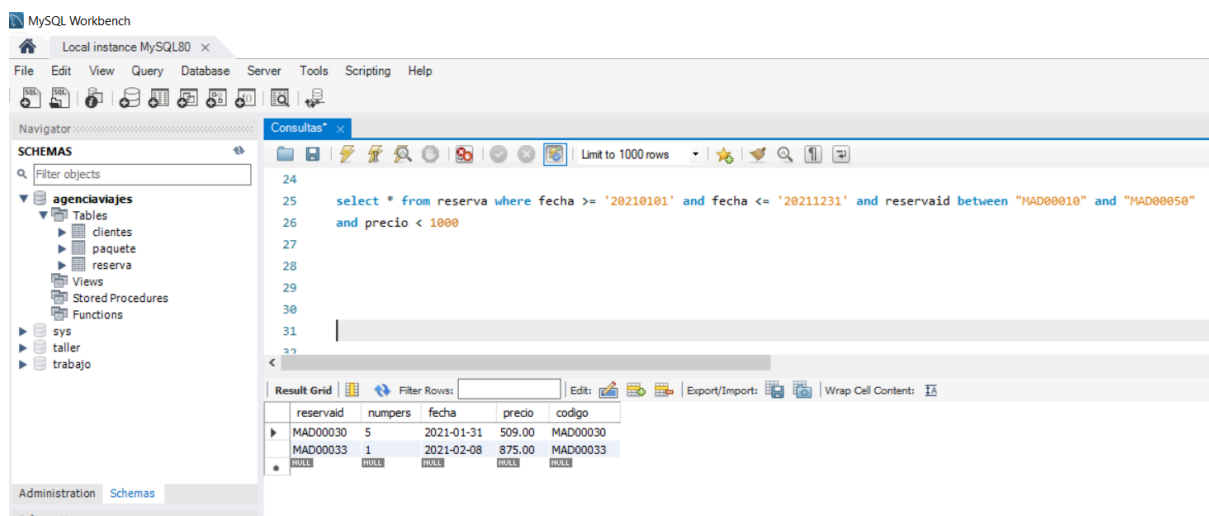 MySQL Workbench
Local instance MySQL80 ×
File Edit View Query Database Server Tools Scripting Help
Navigator
Consultas* ×
SCHEMAS
Limit to 1000 rows
Filter objects
agenciaviajes
Tables
clientes
paquete
reserva
Views
Stored Procedures
Functions
sys
taller
trabajo
24
25 select * from reserva where fecha >= '20210101' and fecha <= '20211231' and reservaid between "MAD00010" and "MAD00050"
26 and precio < 1000
27
28
29
30
31
32
Result Grid Filter Rows: Edit: Export/Import: Wrap Cell Content:
reservaid numpers fecha precio codigo
MAD00030 5 2021-01-31 509.00 MAD00030
MAD00033 1 2021-02-08 875.00 MAD00033
NULL NULL NULL NULL NULL
Administration Schemas